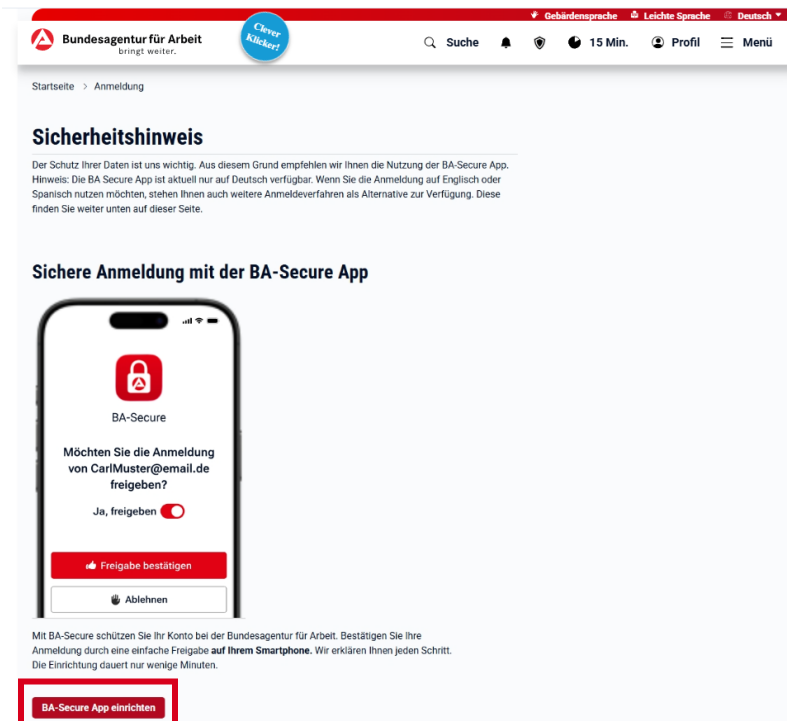 Gebärdensprache Leichte Sprache Deutsch
Bundesagentur für Arbeit
bringt weiter.
Clever
Klicker!
Suche 15 Min. Profil Menü
Startseite > Anmeldung
Sicherheitshinweis
Der Schutz Ihrer Daten ist uns wichtig. Aus diesem Grund empfehlen wir Ihnen die Nutzung der BA-Secure App.
Hinweis: Die BA Secure App ist aktuell nur auf Deutsch verfügbar. Wenn Sie die Anmeldung auf Englisch oder
Spanisch nutzen möchten, stehen Ihnen auch weitere Anmeldeverfahren als Alternative zur Verfügung. Diese
finden Sie weiter unten auf dieser Seite.
Sichere Anmeldung mit der BA-Secure App
BA-Secure
Möchten Sie die Anmeldung
von CarlMuster@email.de
freigeben?
Ja, freigeben
Freigabe bestätigen
Ablehnen
Mit BA-Secure schützen Sie Ihr Konto bei der Bundesagentur für Arbeit. Bestätigen Sie Ihre
Anmeldung durch eine einfache Freigabe auf Ihrem Smartphone. Wir erklären Ihnen jeden Schritt.
Die Einrichtung dauert nur wenige Minuten.
BA-Secure App einrichten